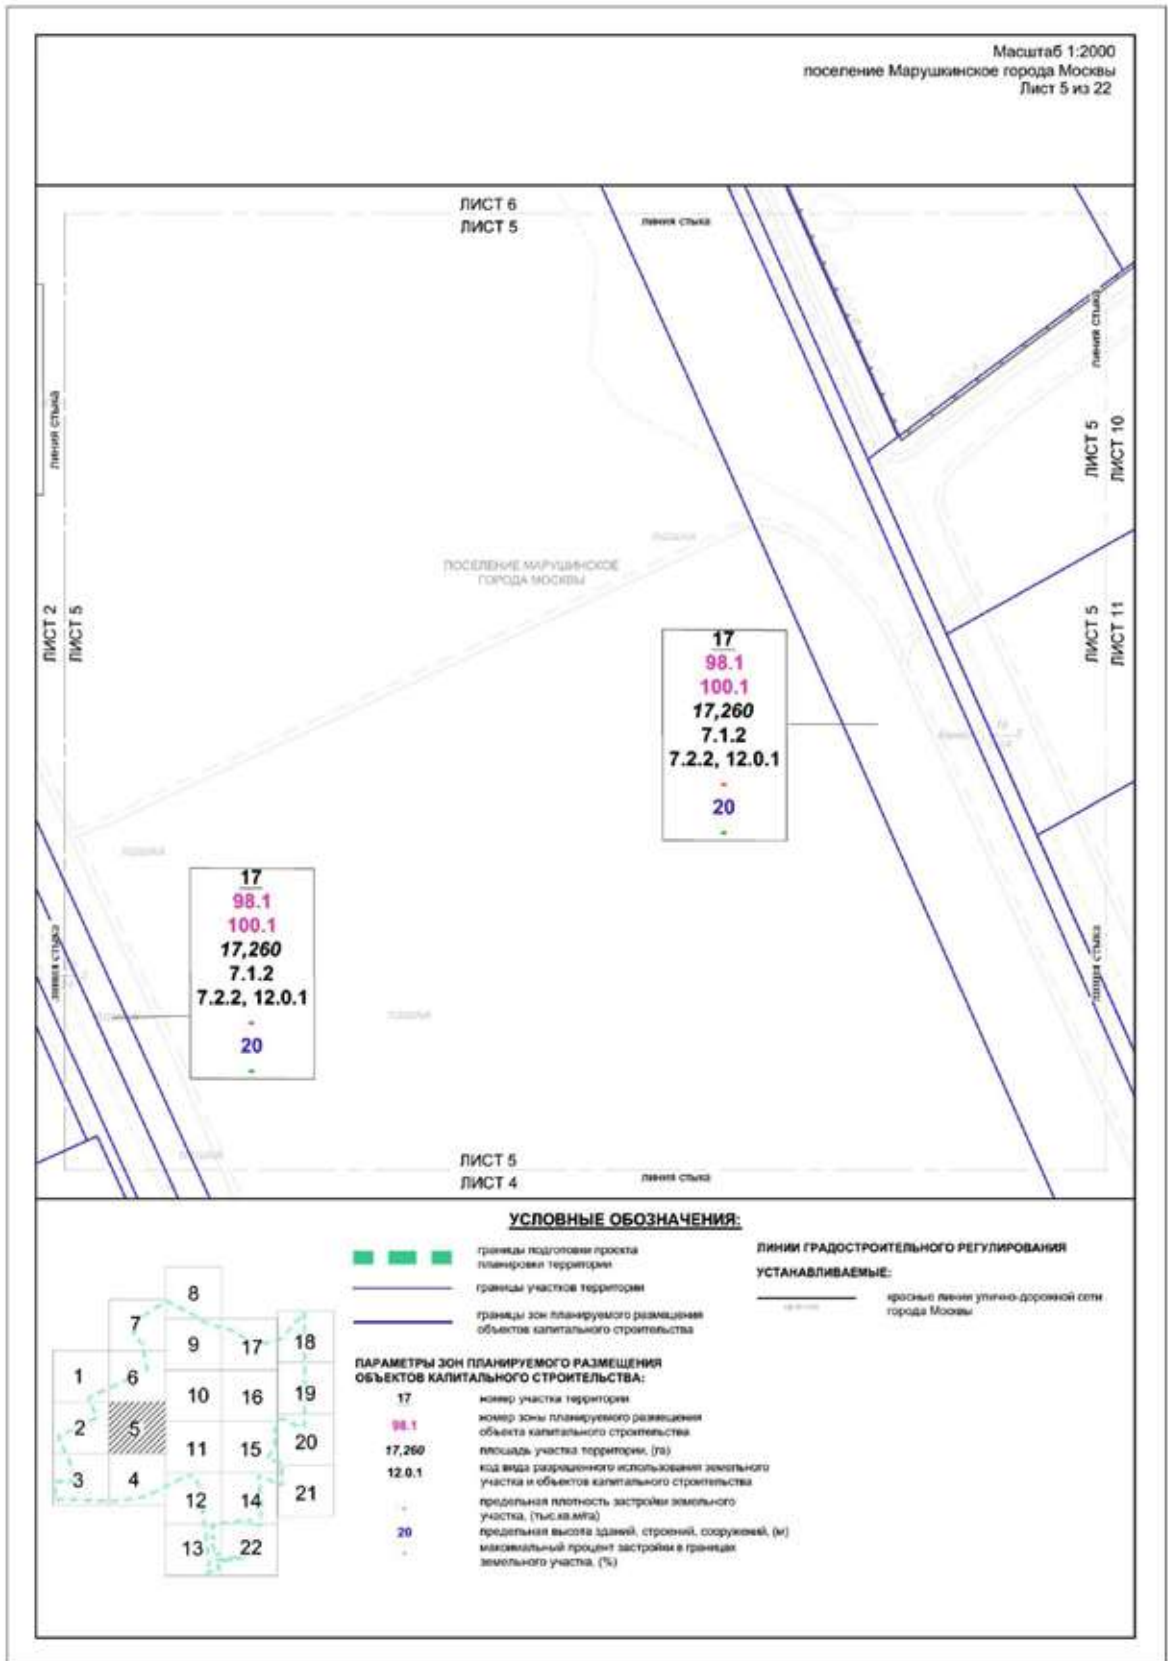 Масштаб 1:2000
поселение Марушкинское города Москвы
Лист 5 из 22
ЛИСТ 6
ЛИСТ 5
линия стыка
линия стыка
линия стыка
ЛИСТ 5
ЛИСТ 10
ПОСЕЛЕНИЕ МАРУШКИНСКОЕ
ГОРОДА МОСКВЫ
ЛИСТ 2
ЛИСТ 5
ЛИСТ 5
ЛИСТ 11
17
98.1
100.1
17,260
7.1.2
7.2.2, 12.0.1
-
20
-
17
98.1
100.1
17,260
7.1.2
7.2.2, 12.0.1
-
20
-
линия стыка
линия стыка
ЛИСТ 5
ЛИСТ 4
линия стыка
УСЛОВНЫЕ ОБОЗНАЧЕНИЯ:
границы подготовки проекта
планировки территории
границы участков территории
границы зон планируемого размещения
объектов капитального строительства
ЛИНИИ ГРАДОСТРОИТЕЛЬНОГО РЕГУЛИРОВАНИЯ
УСТАНАВЛИВАЕМЫЕ:
красные линии улично-дорожной сети
города Москвы
ПАРАМЕТРЫ ЗОН ПЛАНИРУЕМОГО РАЗМЕЩЕНИЯ
ОБЪЕКТОВ КАПИТАЛЬНОГО СТРОИТЕЛЬСТВА:
17 номер участка территории
98.1 номер зоны планируемого размещения
объекта капитального строительства
17,260 площадь участка территории, (га)
12.0.1 код вида разрешенного использования земельного
участка и объектов капитального строительства
- предельная плотность застройки земельного
участка, (тыс.кв.м/га)
20 предельная высота зданий, строений, сооружений, (м)
- максимальный процент застройки в границах
земельного участка, (%)
8
7
9 17 18
1 6
10 16 19
2 5
11 15 20
3 4
12 14 21
13 22